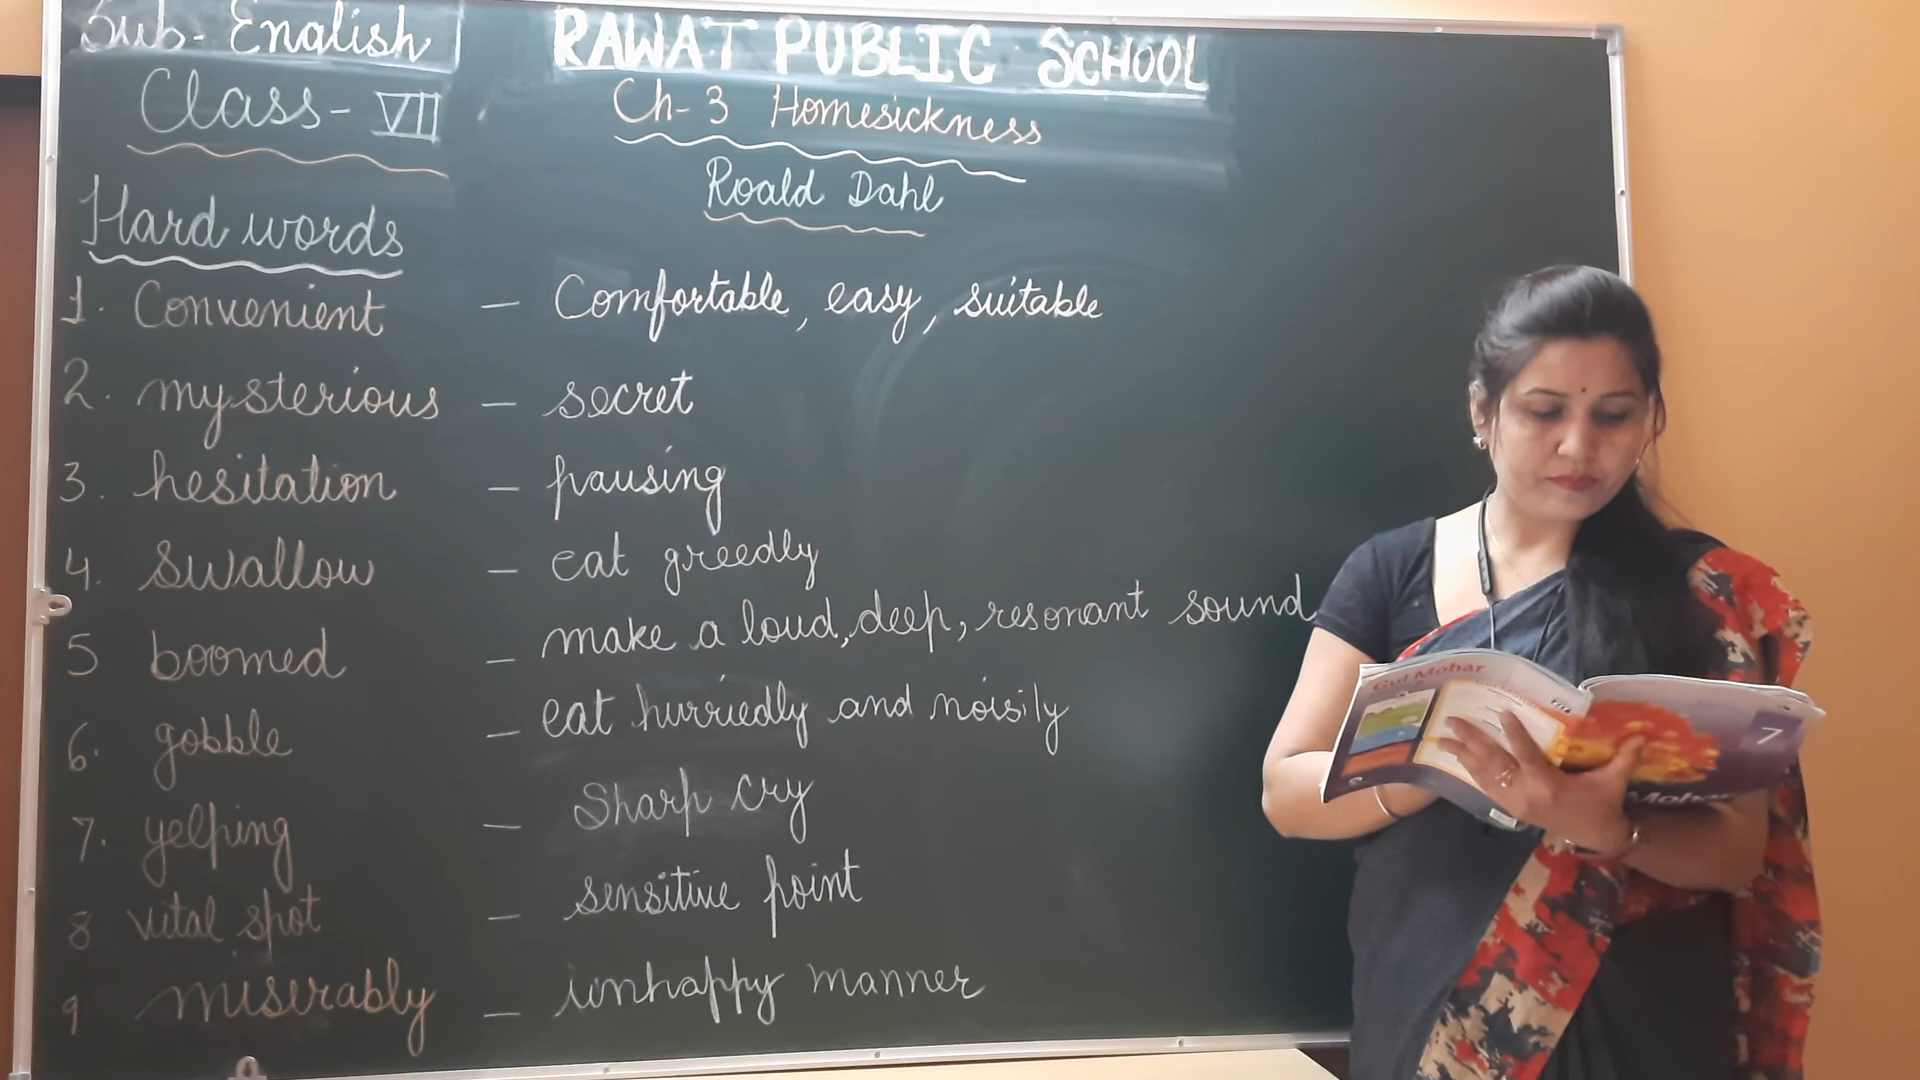 Sub- English
RAWAT PUBLIC SCHOOL
Class- VII
Ch- 3 Homesickness
Roald Dahl
Hard words
1. Convenient — Comfortable, easy, suitable
2. mysterious — secret
3. hesitation — pausing
4. swallow — eat greedly
5 boomed — make a loud, deep, resonant sound
6. gobble — eat hurriedly and noisily
7. yelping — Sharp cry
8 vital spot — sensitive point
9 miserably — unhappy manner
Gul Mohar
7
Mohar